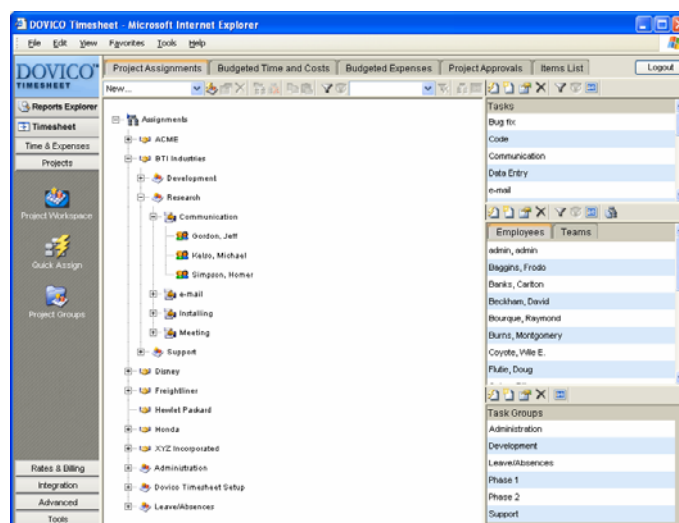 DOVICO Timesheet - Microsoft Internet Explorer
File Edit View Favorites Tools Help
DOVICO
TIMESHEET
Project Assignments Budgeted Time and Costs Budgeted Expenses Project Approvals Items List
Logout
New...
Reports Explorer
Timesheet
Time & Expenses
Projects
Project Workspace
Quick Assign
Project Groups
Rates & Billing
Integration
Advanced
Tools
Assignments
ACME
BTI Industries
Development
Research
Communication
Gordon, Jeff
Kelzo, Michael
Simpson, Homer
e-mail
Installing
Meeting
Support
Disney
Freightliner
Hewlet Packard
Honda
XYZ Incorporated
Administration
Dovico Timesheet Setup
Leave/Absences
Tasks
Bug fix
Code
Communication
Data Entry
e-mail
Employees Teams
admin, admin
Baggins, Frodo
Banks, Carlton
Beckham, David
Bourque, Raymond
Burns, Montgomery
Coyote, Wile E.
Flutie, Doug
Task Groups
Administration
Development
Leave/Absences
Phase 1
Phase 2
Support